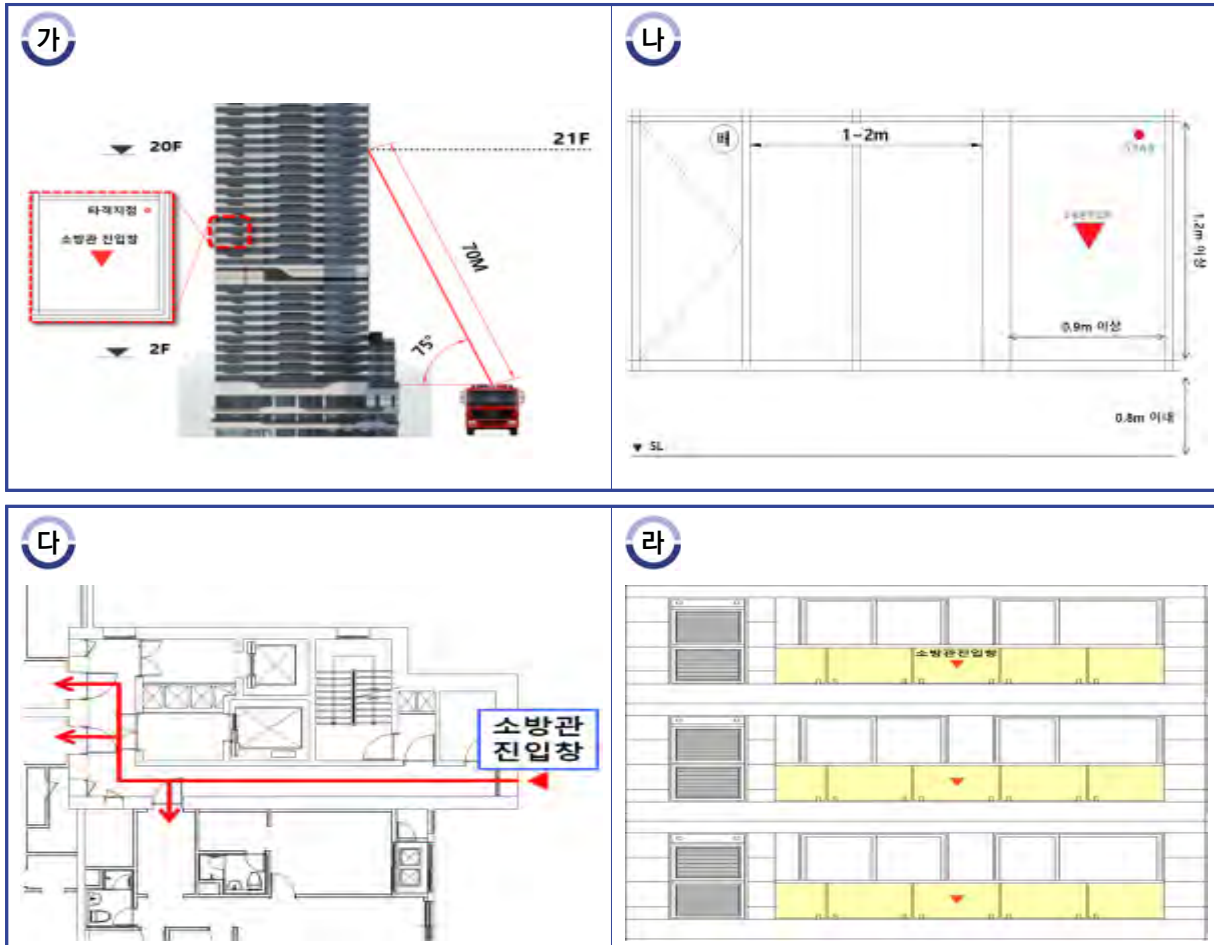 가
20F
21F
타격지점
소방관 진입창
70M
75°
2F
나
배
1~2m
1.2m 이상
0.9m 이상
0.8m 이내
SL
다
소방관
진입창
라
소방관진입창